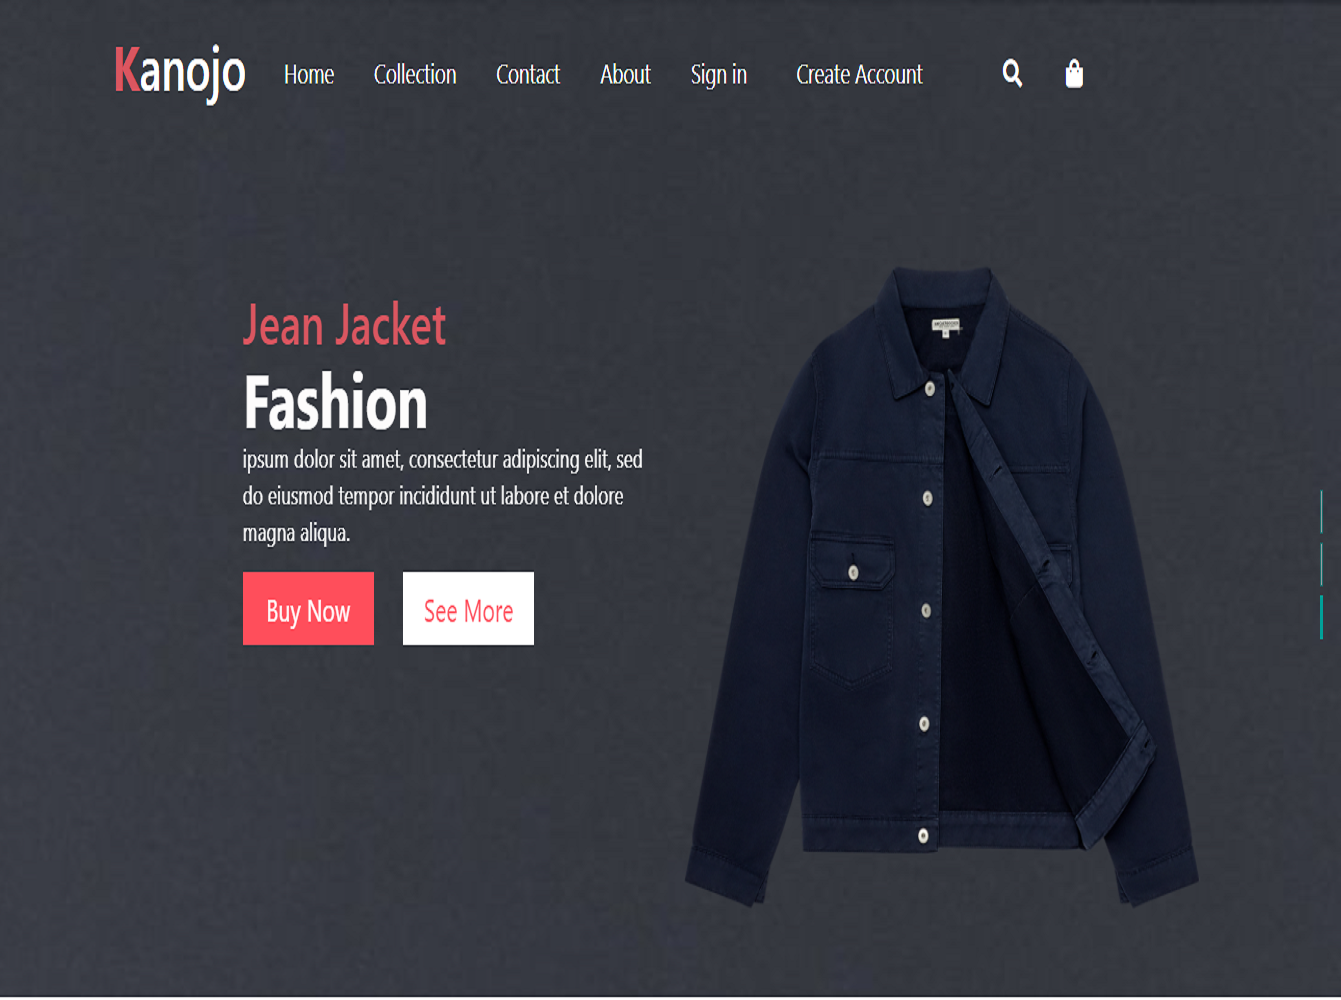 Kanojo Home Collection Contact About Sign in Create Account
Jean Jacket
Fashion
ipsum dolor sit amet, consectetur adipiscing elit, sed
do eiusmod tempor incididunt ut labore et dolore
magna aliqua.
Buy Now See More